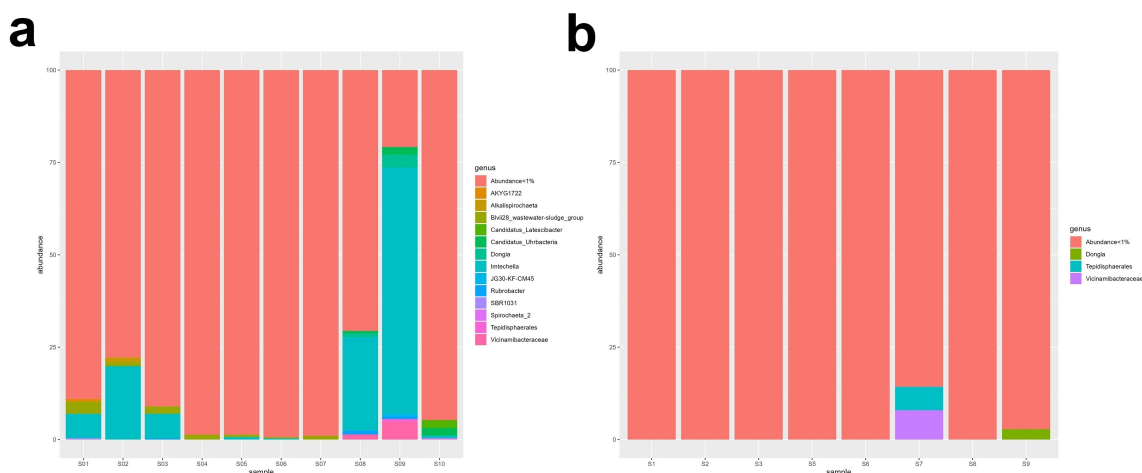 a
100
75
50
25
0
abundance
S01 S02 S03 S04 S05 S06 S07 S08 S09 S10
sample
genus
Abundance<1%
AKYG1722
Alkalispirochaeta
Blvii28_wastewater-sludge_group
Candidatus_Latescibacter
Candidatus_Uhrbacteria
Dongia
Imtechella
JG30-KF-CM45
Rubrobacter
SBR1031
Spirochaeta_2
Tepidisphaerales
Vicinamibacteraceae
b
100
75
50
25
0
abundance
S1 S2 S3 S5 S6 S7 S8 S9
sample
genus
Abundance<1%
Dongia
Tepidisphaerales
Vicinamibacteraceae